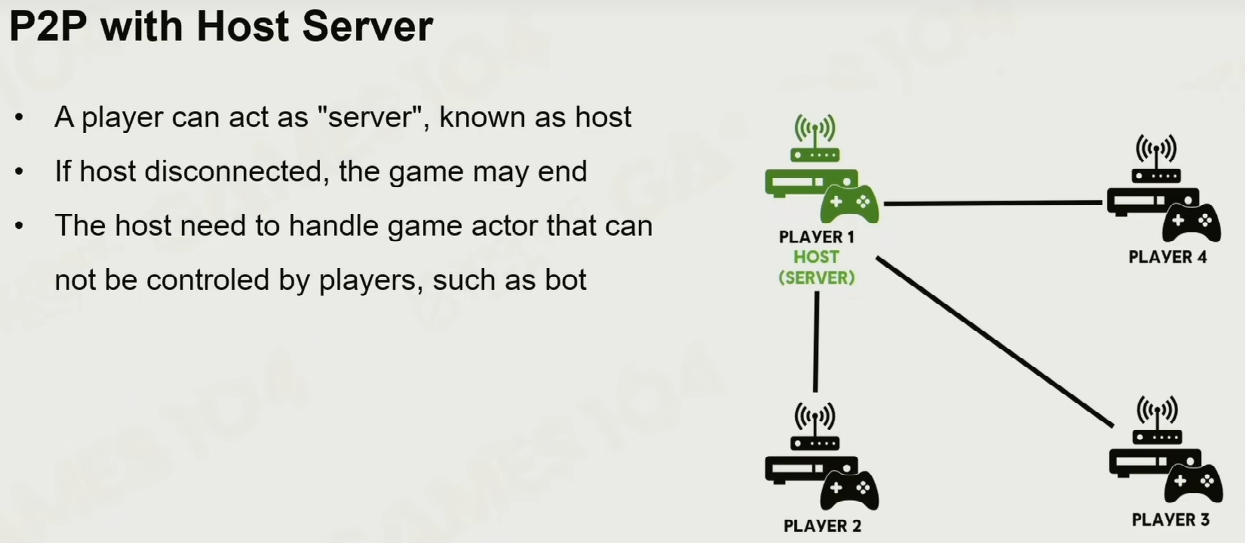 P2P with Host Server
• A player can act as "server", known as host
• If host disconnected, the game may end
• The host need to handle game actor that can
not be controled by players, such as bot
PLAYER 1
HOST
(SERVER)
PLAYER 4
PLAYER 2
PLAYER 3